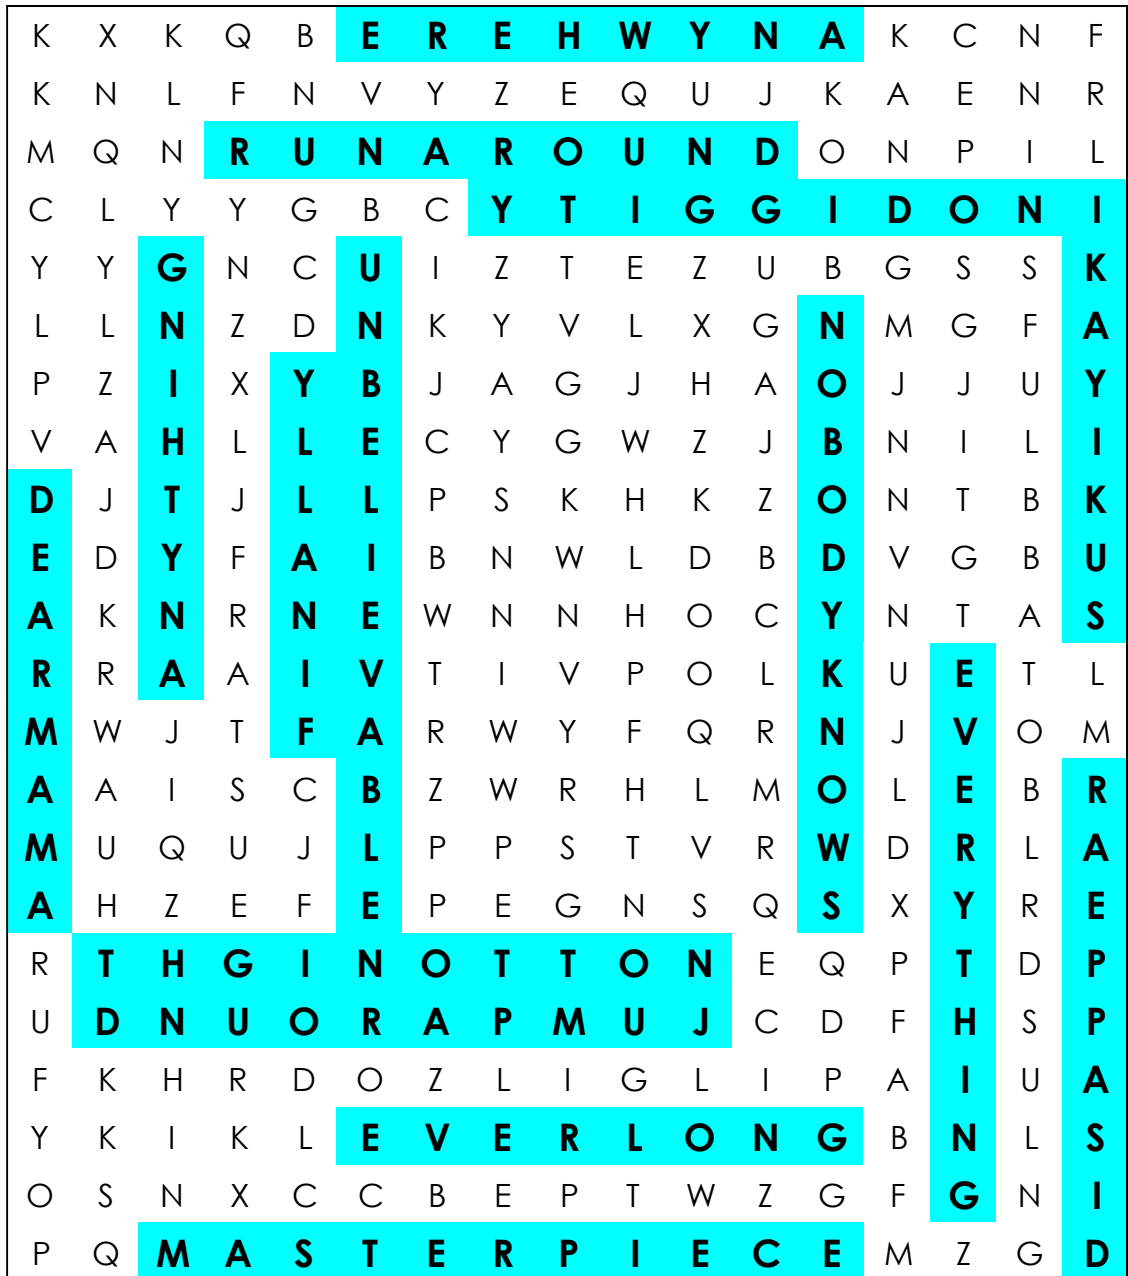 K X K Q B E R E H W Y N A K C N F
K N L F N V Y Z E Q U J K A E N R
M Q N R U N A R O U N D O N P I L
C L Y Y G B C Y T I G G I D O N I
Y Y G N C U I Z T E Z U B G S S K
L L N Z D N K Y V L X G N M G F A
P Z I X Y B J A G J H A O J J U Y
V A H L L E C Y G W Z J B N I L I
D J T J L L P S K H K Z O N T B K
E D Y F A I B N W L D B D V G B U
A K N R N E W N N H O C Y N T A S
R R A A I V T I V P O L K U E T L
M W J T F A R W Y F Q R N J V O M
A A I S C B Z W R H L M O L E B R
M U Q U J L P P S T V R W D R L A
A H Z E F E P E G N S Q S X Y R E
R T H G I N O T T O N E Q P T D P
U D N U O R A P M U J C D F H S P
F K H R D O Z L I G L I P A I U A
Y K I K L E V E R L O N G B N L S
O S N X C C B E P T W Z G F G N I
P Q M A S T E R P I E C E M Z G D